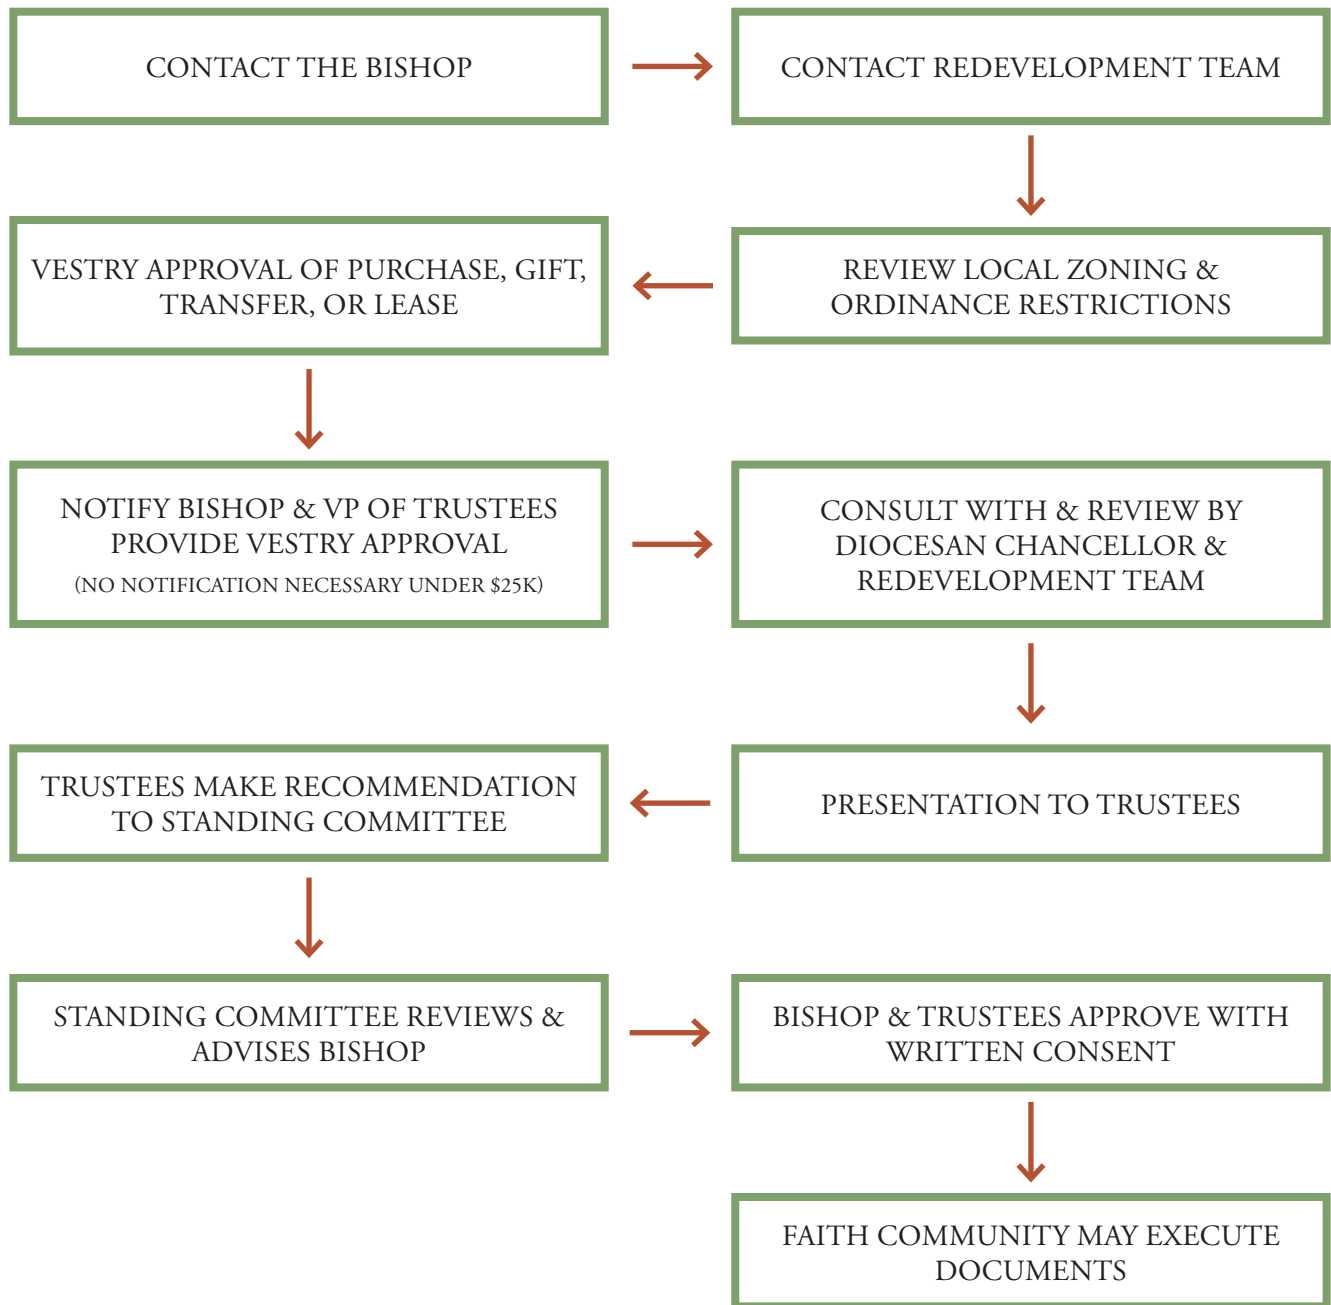 CONTACT THE BISHOP
CONTACT REDEVELOPMENT TEAM
REVIEW LOCAL ZONING &
ORDINANCE RESTRICTIONS
VESTRY APPROVAL OF PURCHASE, GIFT,
TRANSFER, OR LEASE
NOTIFY BISHOP & VP OF TRUSTEES
PROVIDE VESTRY APPROVAL
(NO NOTIFICATION NECESSARY UNDER $25K)
CONSULT WITH & REVIEW BY
DIOCESAN CHANCELLOR &
REDEVELOPMENT TEAM
PRESENTATION TO TRUSTEES
TRUSTEES MAKE RECOMMENDATION
TO STANDING COMMITTEE
STANDING COMMITTEE REVIEWS &
ADVISES BISHOP
BISHOP & TRUSTEES APPROVE WITH
WRITTEN CONSENT
FAITH COMMUNITY MAY EXECUTE
DOCUMENTS